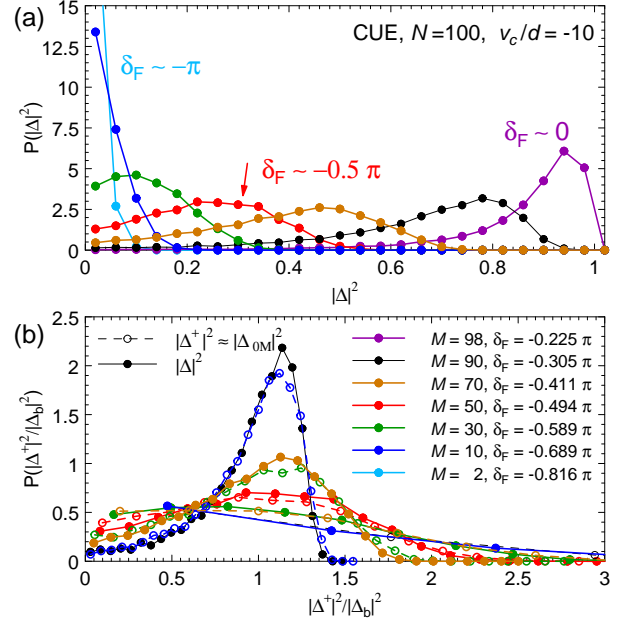 (a)
15
12.5
10
7.5
5
2.5
0
P(|Δ|²)
CUE, N=100, v_c/d = -10
δ_F ~ −π
δ_F ~ −0.5 π
δ_F ~ 0
0 0.2 0.4 0.6 0.8 1
|Δ|²
(b)
2.5
2
1.5
1
0.5
0
P(|Δ⁺|²/|Δ_b|²)
|Δ⁺|² ≈ |Δ_0M|²
|Δ|²
M = 98, δ_F = -0.225 π
M = 90, δ_F = -0.305 π
M = 70, δ_F = -0.411 π
M = 50, δ_F = -0.494 π
M = 30, δ_F = -0.589 π
M = 10, δ_F = -0.689 π
M = 2, δ_F = -0.816 π
0 0.5 1 1.5 2 2.5 3
|Δ⁺|²/|Δ_b|²